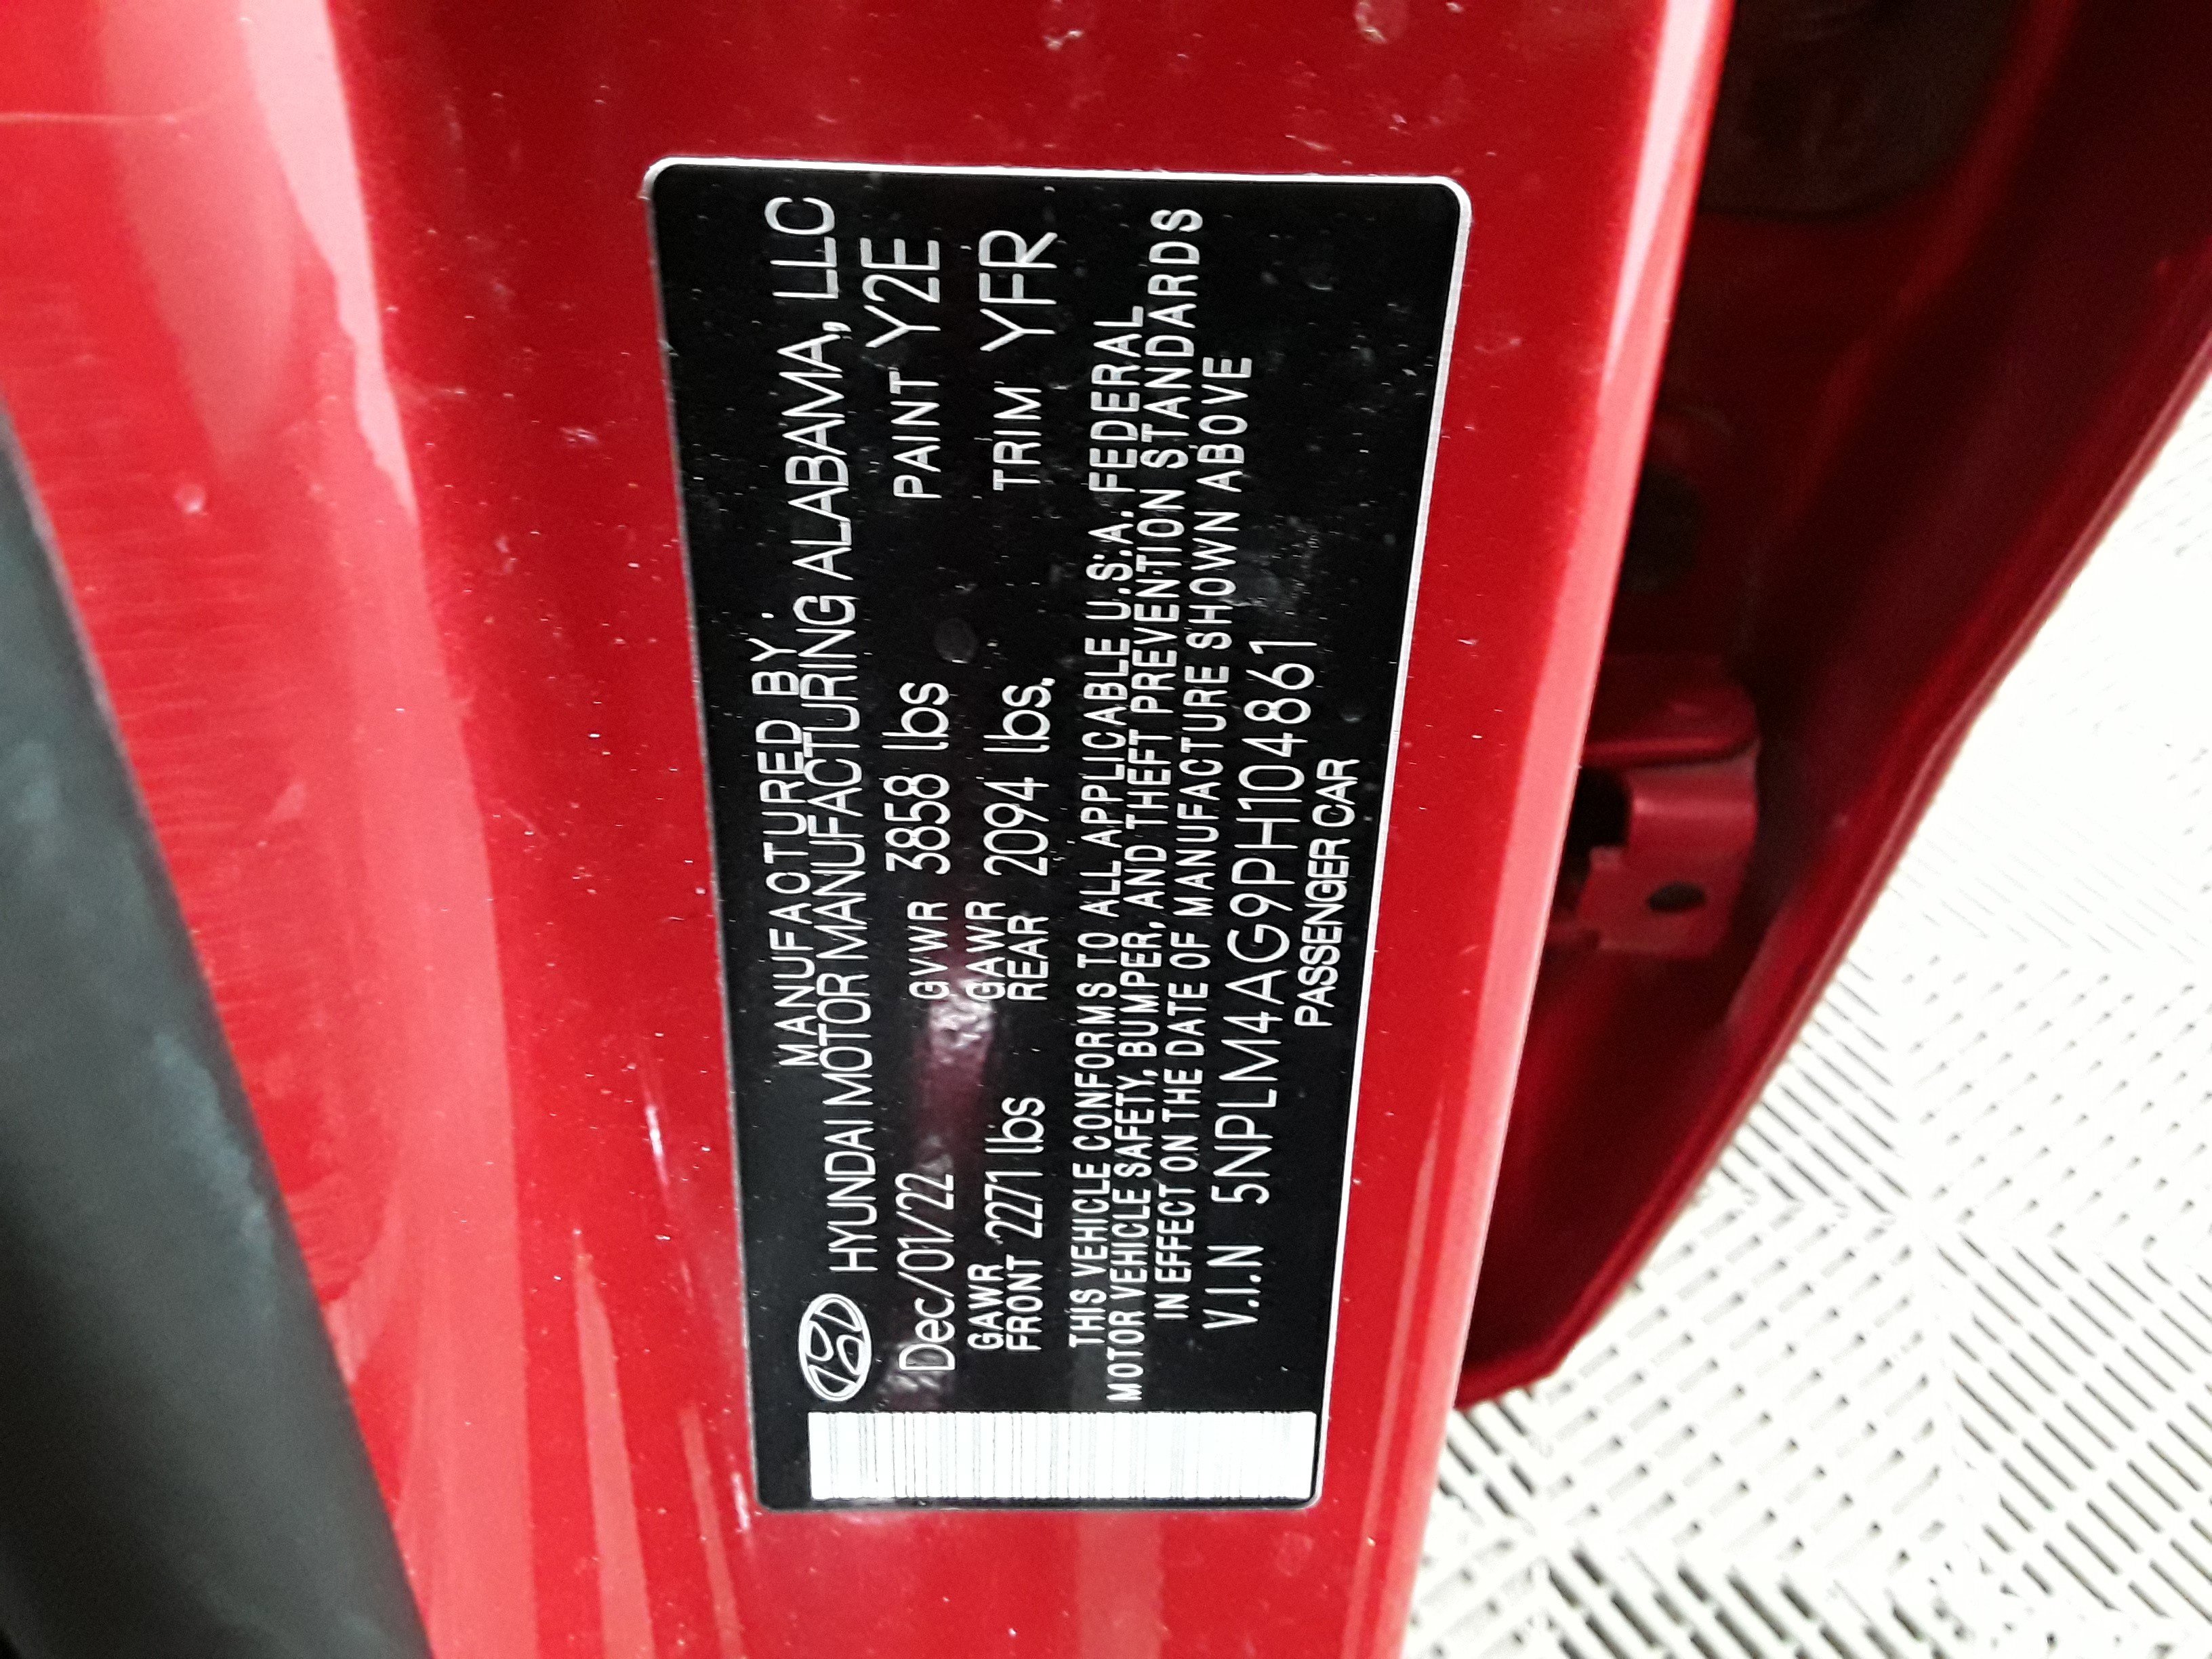 MANUFACTURED BY:
HYUNDAI MOTOR MANUFACTURING ALABAMA, LLC
Dec/01/22 GVWR 3858 lbs PAINT Y2E
GAWR FRONT 2271 lbs GAWR REAR 2094 lbs. TRIM YFR
THIS VEHICLE CONFORMS TO ALL APPLICABLE U.S.A. FEDERAL
MOTOR VEHICLE SAFETY, BUMPER, AND THEFT PREVENTION STANDARDS
IN EFFECT ON THE DATE OF MANUFACTURE SHOWN ABOVE
V.I.N 5NPLM4AG9PH104861
PASSENGER CAR